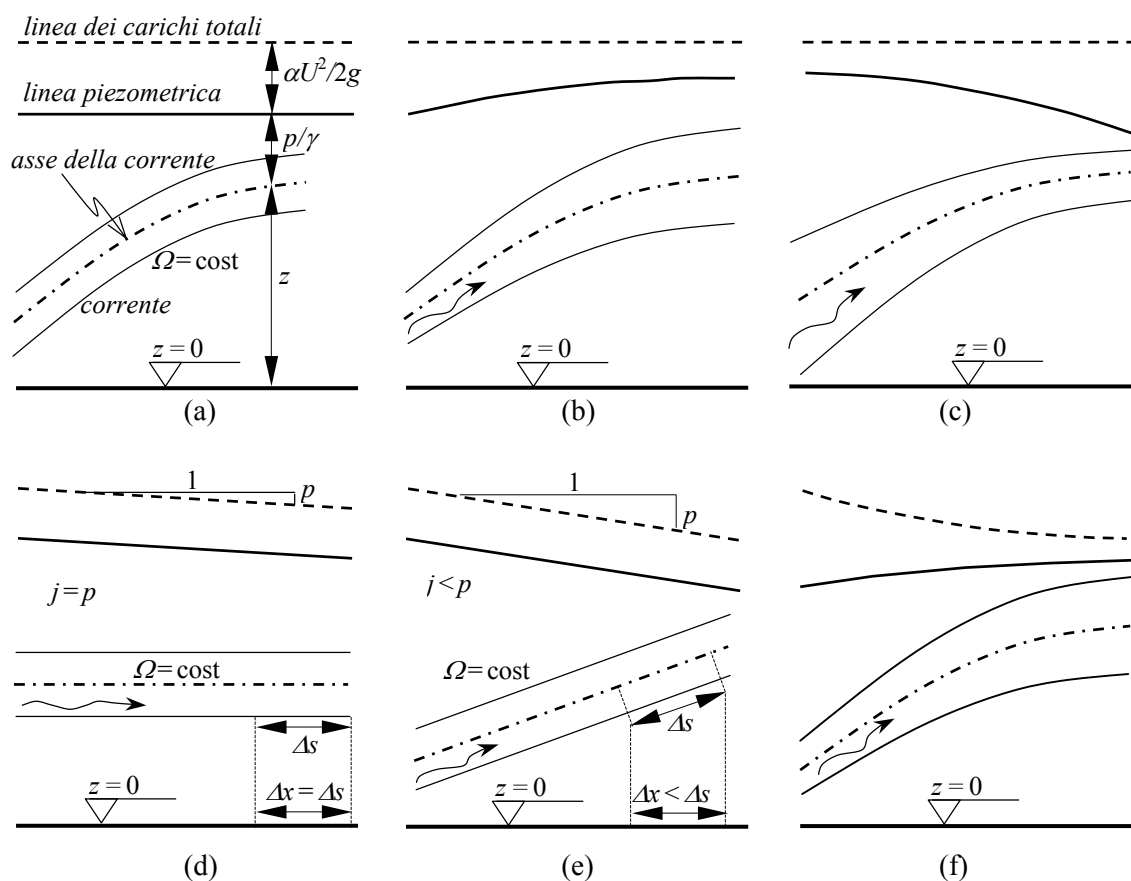 linea dei carichi totali
αU²/2g
linea piezometrica
p/γ
asse della corrente
Ω=cost
z
corrente
z = 0
(a)
z = 0
(b)
z = 0
(c)
1
p
j = p
Ω=cost
Δs
z = 0
Δx = Δs
(d)
1
p
j < p
Ω=cost
Δs
z = 0
Δx < Δs
(e)
z = 0
(f)